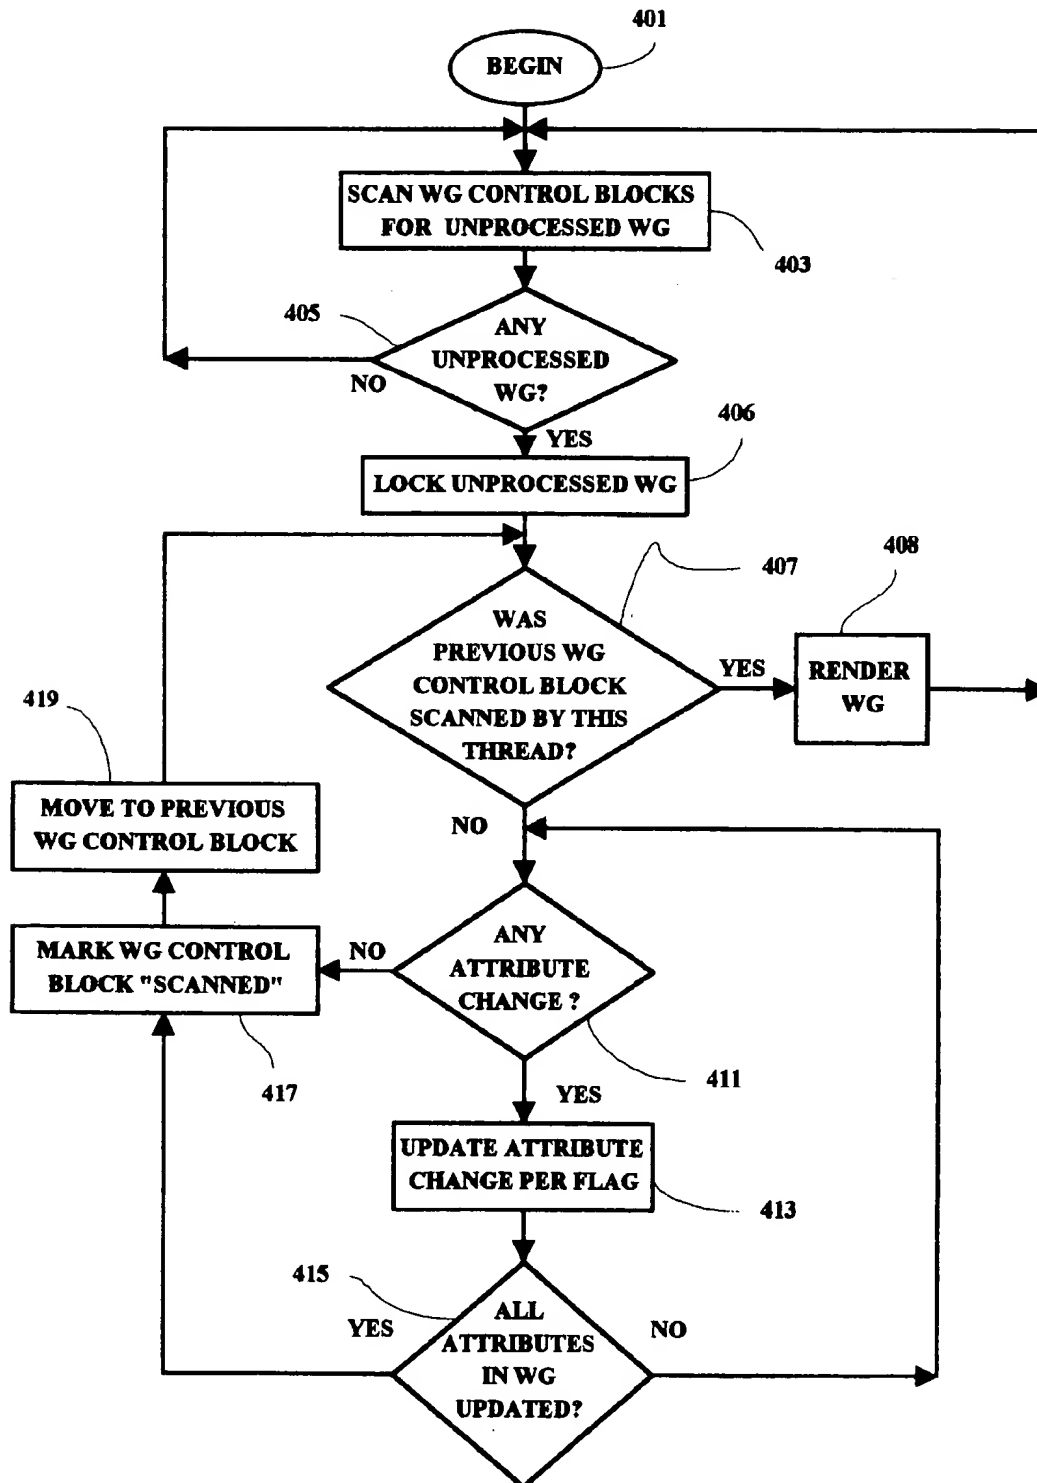 401
BEGIN
SCAN WG CONTROL BLOCKS
FOR UNPROCESSED WG
403
405
ANY
UNPROCESSED
WG?
NO
406
YES
LOCK UNPROCESSED WG
408
407
WAS
PREVIOUS WG
CONTROL BLOCK
SCANNED BY THIS
THREAD?
YES
RENDER
WG
419
MOVE TO PREVIOUS
WG CONTROL BLOCK
NO
ANY
ATTRIBUTE
CHANGE ?
NO
MARK WG CONTROL
BLOCK "SCANNED"
417
411
YES
UPDATE ATTRIBUTE
CHANGE PER FLAG
413
415
ALL
ATTRIBUTES
IN WG
UPDATED?
YES
NO